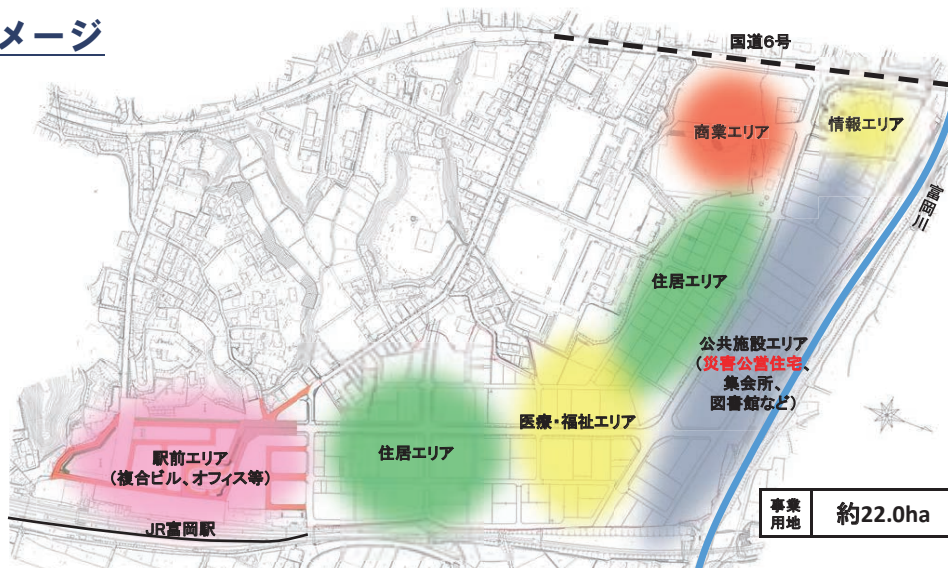 メージ
国道6号
商業エリア
情報エリア
富岡川
住居エリア
公共施設エリア
(災害公営住宅、
集会所、
図書館など)
医療・福祉エリア
住居エリア
駅前エリア
(複合ビル、オフィス等)
JR富岡駅
事業
用地
約22.0ha